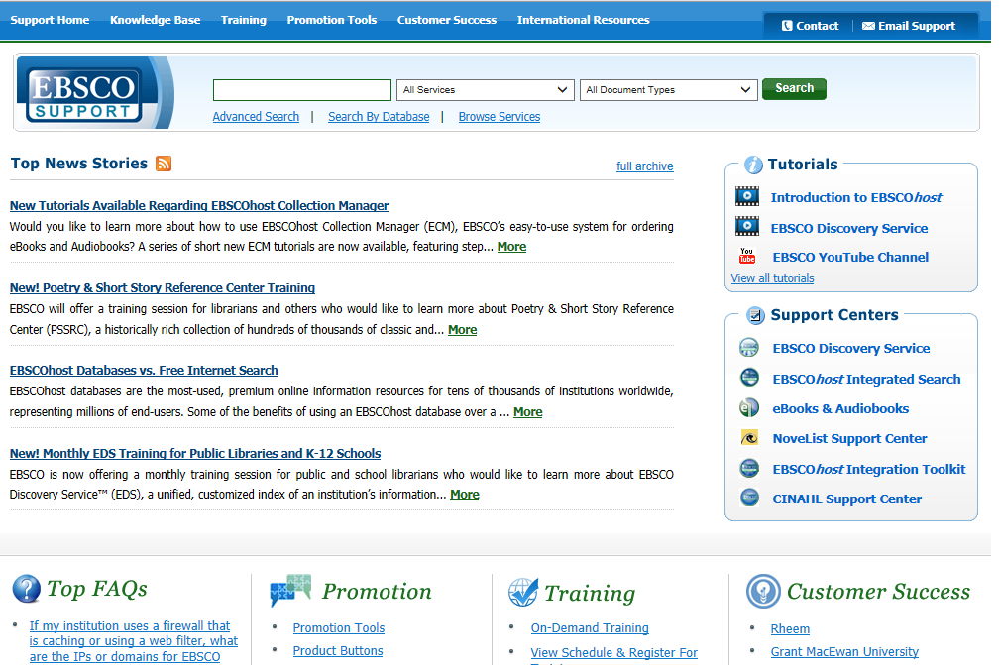 Support Home Knowledge Base Training Promotion Tools Customer Success International Resources
Contact | Email Support
EBSCO
SUPPORT
All Services All Document Types Search
Advanced Search | Search By Database | Browse Services
Top News Stories full archive
New Tutorials Available Regarding EBSCOhost Collection Manager
Would you like to learn more about how to use EBSCOhost Collection Manager (ECM), EBSCO's easy-to-use system for ordering
eBooks and Audiobooks? A series of short new ECM tutorials are now available, featuring step... More
New! Poetry & Short Story Reference Center Training
EBSCO will offer a training session for librarians and others who would like to learn more about Poetry & Short Story Reference
Center (PSSRC), a historically rich collection of hundreds of thousands of classic and... More
EBSCOhost Databases vs. Free Internet Search
EBSCOhost databases are the most-used, premium online information resources for tens of thousands of institutions worldwide,
representing millions of end-users. Some of the benefits of using an EBSCOhost database over a ... More
New! Monthly EDS Training for Public Libraries and K-12 Schools
EBSCO is now offering a monthly training session for public and school librarians who would like to learn more about EBSCO
Discovery Service™ (EDS), a unified, customized index of an institution's information... More
Tutorials
Introduction to EBSCOhost
EBSCO Discovery Service
You
Tube
EBSCO YouTube Channel
View all tutorials
Support Centers
EBSCO Discovery Service
EBSCOhost Integrated Search
eBooks & Audiobooks
NoveList Support Center
EBSCOhost Integration Toolkit
CINAHL Support Center
Top FAQs
If my institution uses a firewall that
is caching or using a web filter, what
are the IPs or domains for EBSCO
Promotion
Promotion Tools
Product Buttons
Training
On-Demand Training
View Schedule & Register For
Customer Success
Rheem
Grant MacEwan University